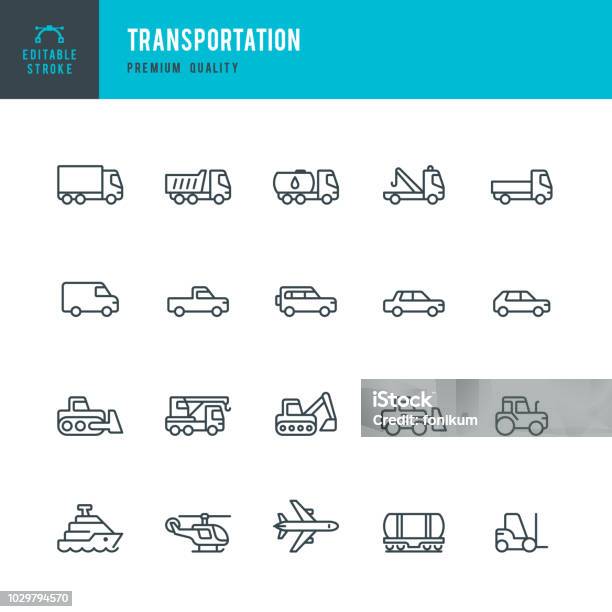 EDITABLE
STROKE
TRANSPORTATION
PREMIUM QUALITY
iStock
Credit: fonikum
1029794570